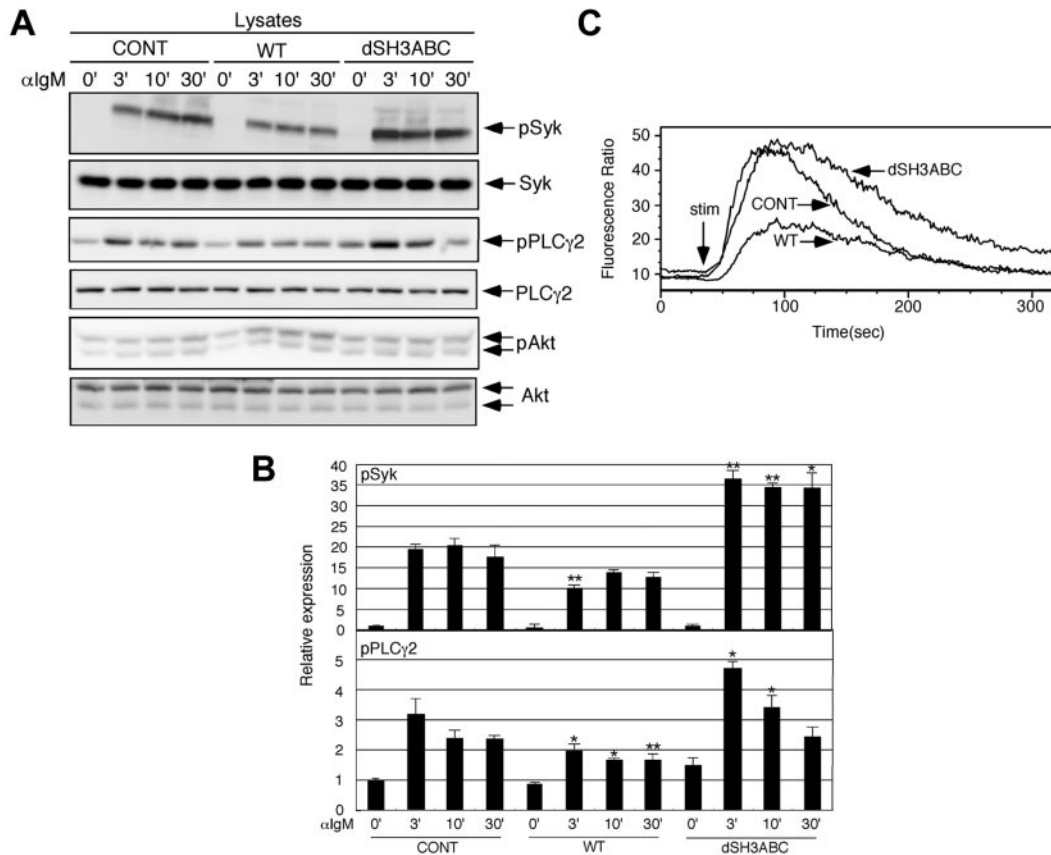 A
Lysates
CONT WT dSH3ABC
αIgM 0' 3' 10' 30' 0' 3' 10' 30' 0' 3' 10' 30'
pSyk
Syk
pPLCγ2
PLCγ2
pAkt
Akt
C
Fluorescence Ratio
50
40
30
20
10
stim
dSH3ABC
CONT
WT
0 100 200 300
Time(sec)
B
Relative expression
pSyk
40
35
30
25
20
15
10
5
0
** ** ** *
pPLCγ2
5
4
3
2
1
0
* * ** * *
αIgM 0' 3' 10' 30' 0' 3' 10' 30' 0' 3' 10' 30'
CONT WT dSH3ABC